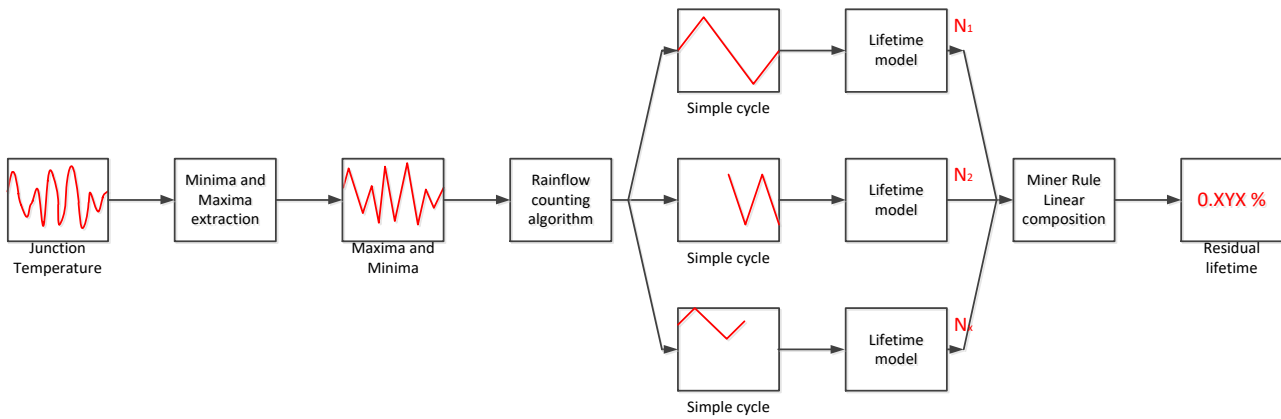 Junction
Temperature
Minima and
Maxima
extraction
Maxima and
Minima
Rainflow
counting
algorithm
Simple cycle
Lifetime
model
N₁
Simple cycle
Lifetime
model
N₂
Simple cycle
Lifetime
model
Nₓ
Miner Rule
Linear
composition
0.XYX %
Residual
lifetime